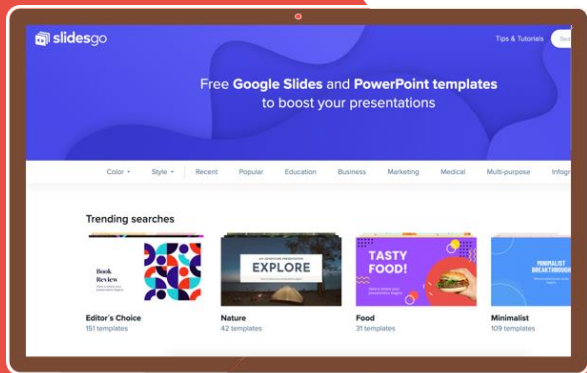 slidesgo
Tips & Tutorials
Free Google Slides and PowerPoint templates
to boost your presentations
Color
Style
Recent
Popular
Education
Business
Marketing
Medical
Multi-purpose
Infogr
Trending searches
Book
Review
EXPLORE
TASTY
FOOD!
MINIMALIST
BREAKTHROUGH
Editor's Choice
151 templates
Nature
42 templates
Food
31 templates
Minimalist
109 templates